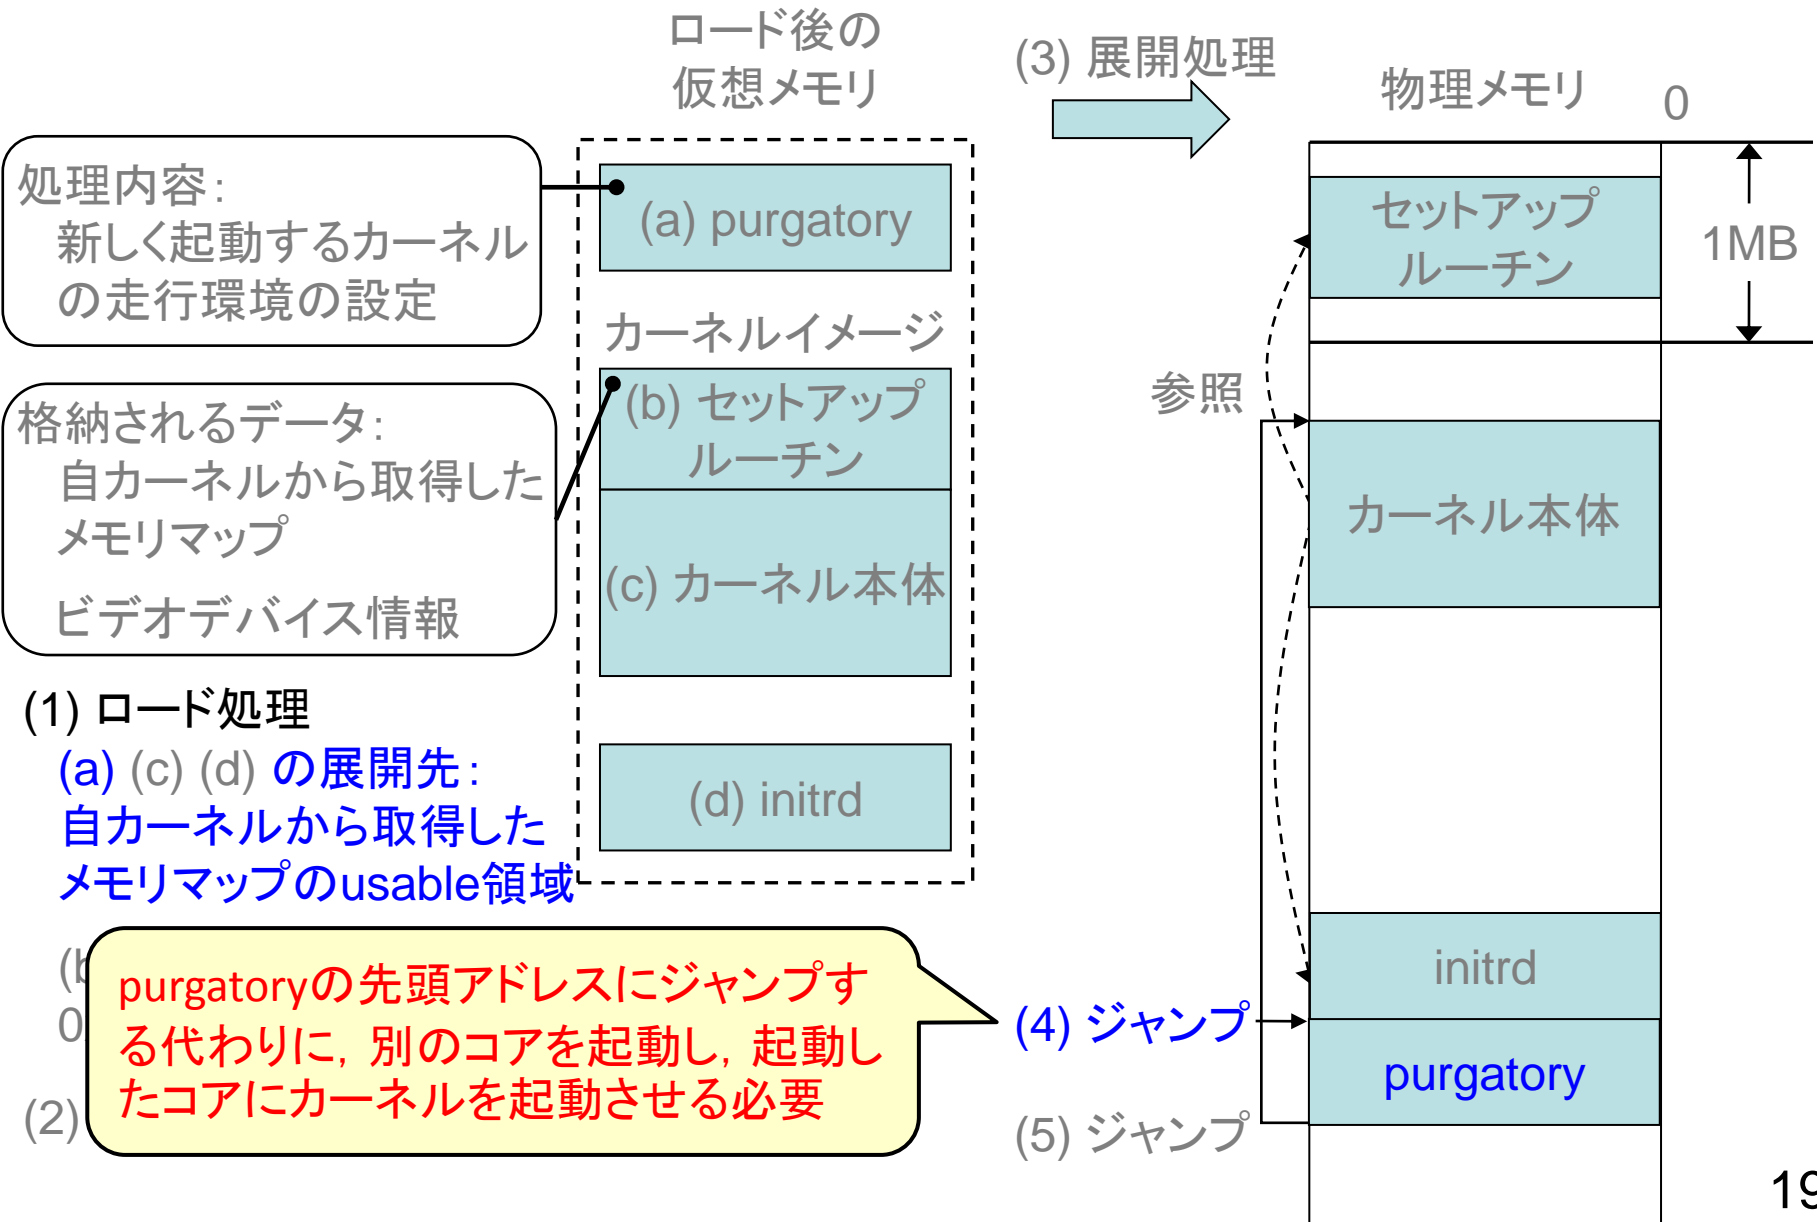 ロード後の
仮想メモリ
(3) 展開処理
物理メモリ
0
処理内容：
新しく起動するカーネル
の走行環境の設定
(a) purgatory
セットアップ
ルーチン
1MB
カーネルイメージ
参照
格納されるデータ：
自カーネルから取得した
メモリマップ
ビデオデバイス情報
(b) セットアップ
ルーチン
(c) カーネル本体
カーネル本体
(1) ロード処理
(a) (c) (d) の展開先：
自カーネルから取得した
メモリマップのusable領域
(d) initrd
purgatoryの先頭アドレスにジャンプす
る代わりに，別のコアを起動し，起動し
たコアにカーネルを起動させる必要
(2)
initrd
(4) ジャンプ
purgatory
(5) ジャンプ
19